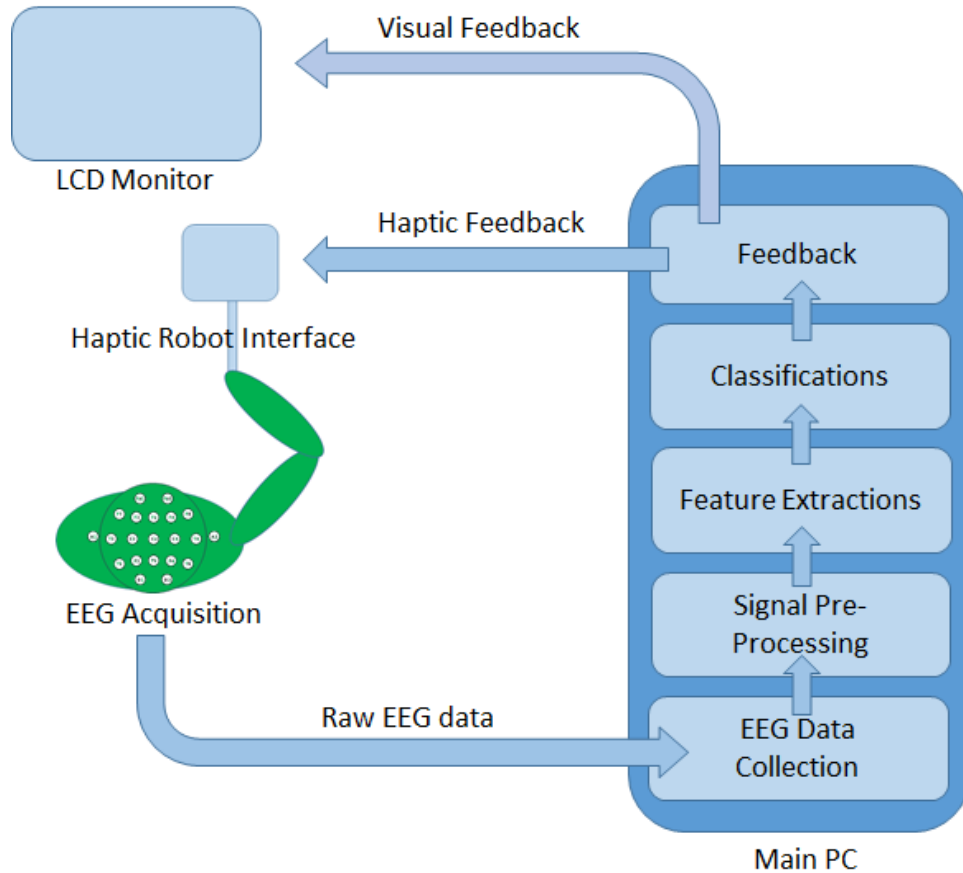 Visual Feedback
LCD Monitor
Haptic Feedback
Haptic Robot Interface
EEG Acquisition
Raw EEG data
Feedback
Classifications
Feature Extractions
Signal Pre-
Processing
EEG Data
Collection
Main PC